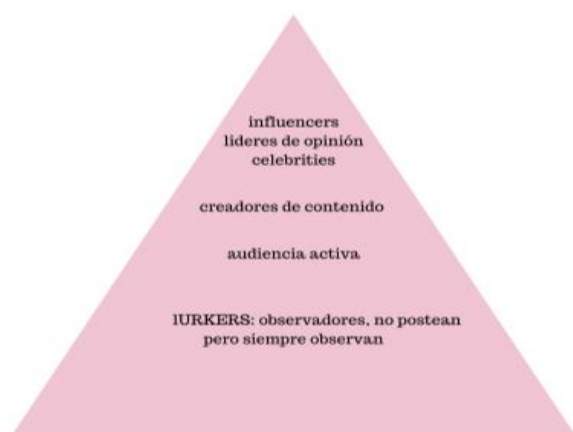 influencers
lideres de opinión
celebrities
creadores de contenido
audiencia activa
lURKERS: observadores, no postean
pero siempre observan